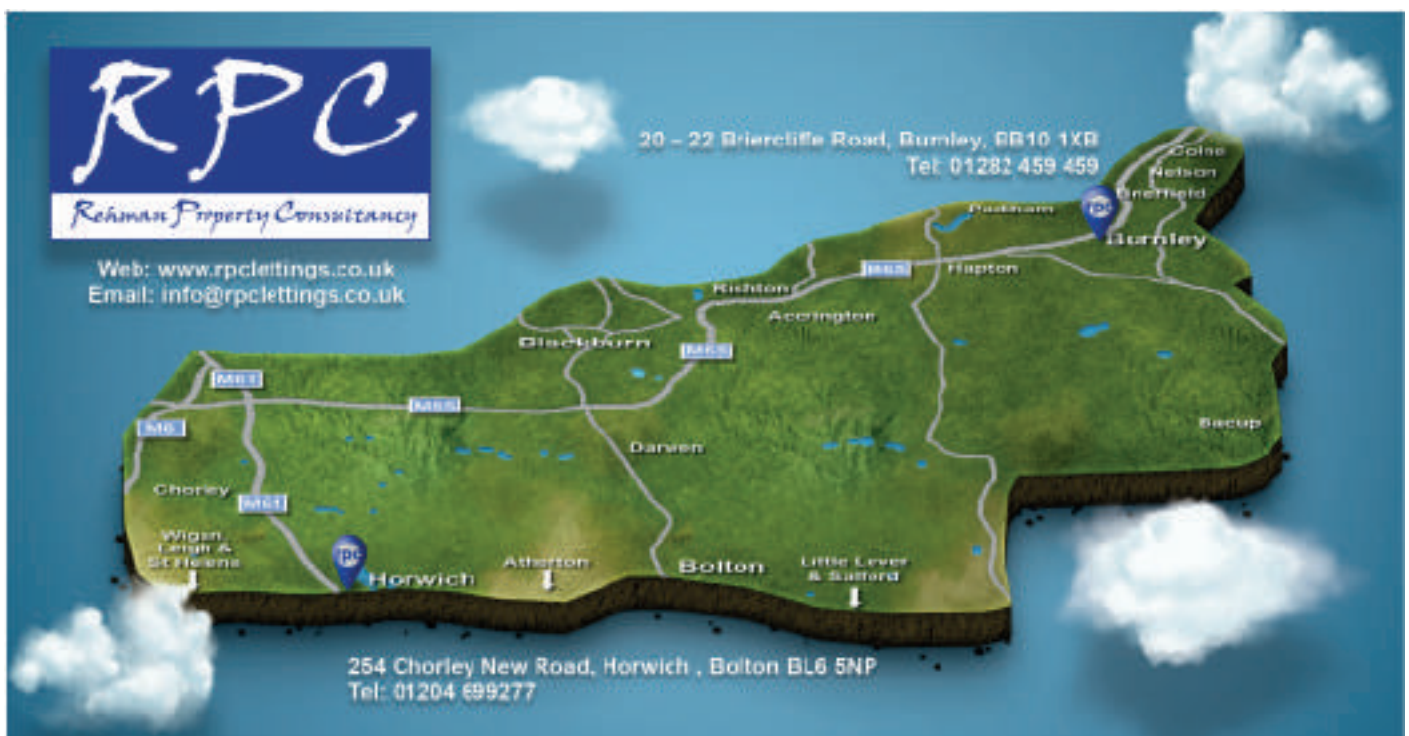 RPC
Rehman Property Consultancy
Web: www.rpclettings.co.uk
Email: info@rpclettings.co.uk
20 – 22 Briercliffe Road, Burnley, BB10 1XB
Tel: 01282 459 459
Colne
Nelson
Brierfield
Padiham
rpc
Burnley
M65
Hapton
Rishton
Accrington
Blackburn
M65
M61
M65
M6
Bacup
Darwen
Chorley
M61
Wigan,
Leigh &
St Helens
rpc
Horwich
Atherton
Bolton
Little Lever
& Salford
254 Chorley New Road, Horwich , Bolton BL6 5NP
Tel: 01204 699277